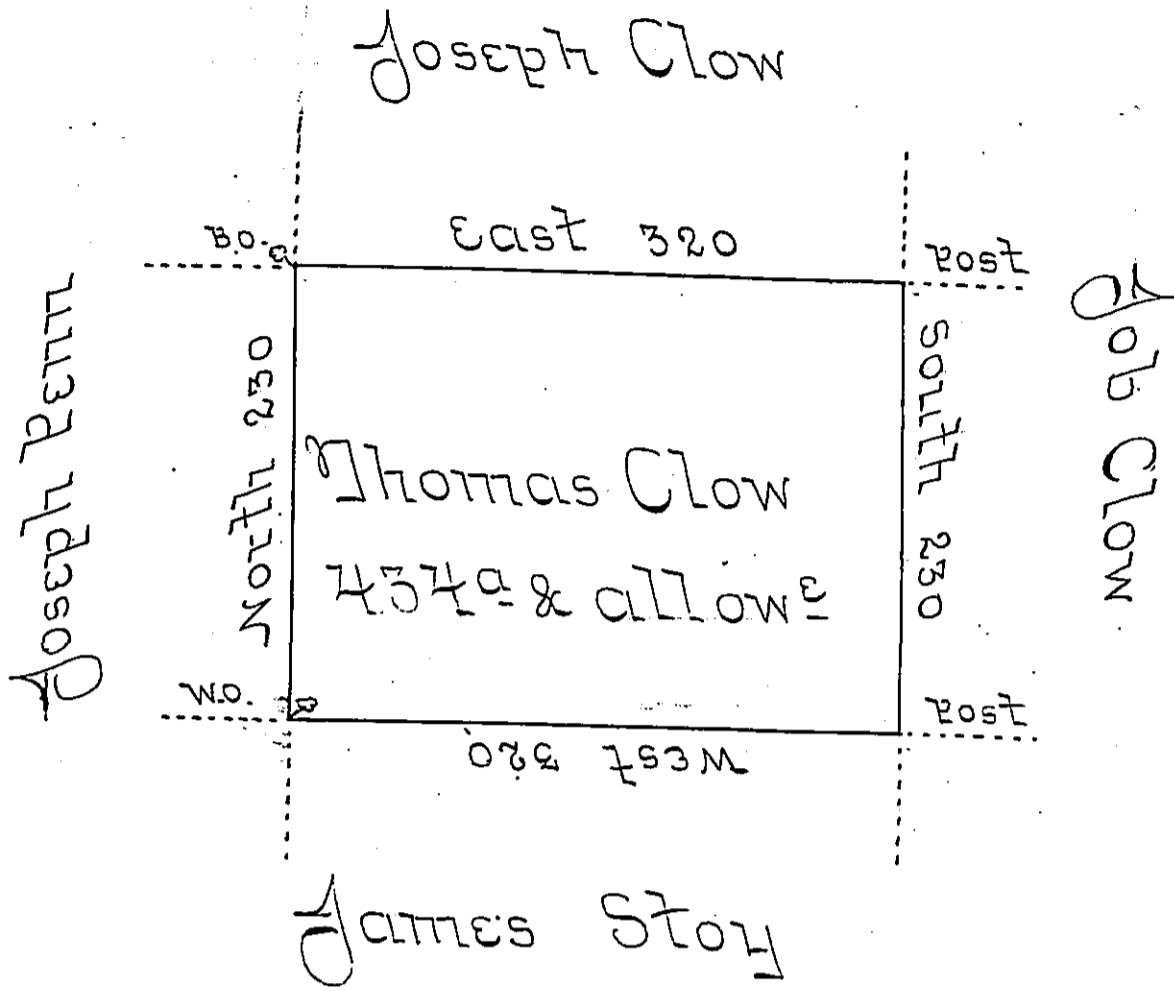 Joseph Clow
B.O.
East 320
Post
Joseph Penn
North 230
Thomas Clow
434a & allowe
South 230
Job Clow
W.O.
Post
West 320
James Stoy